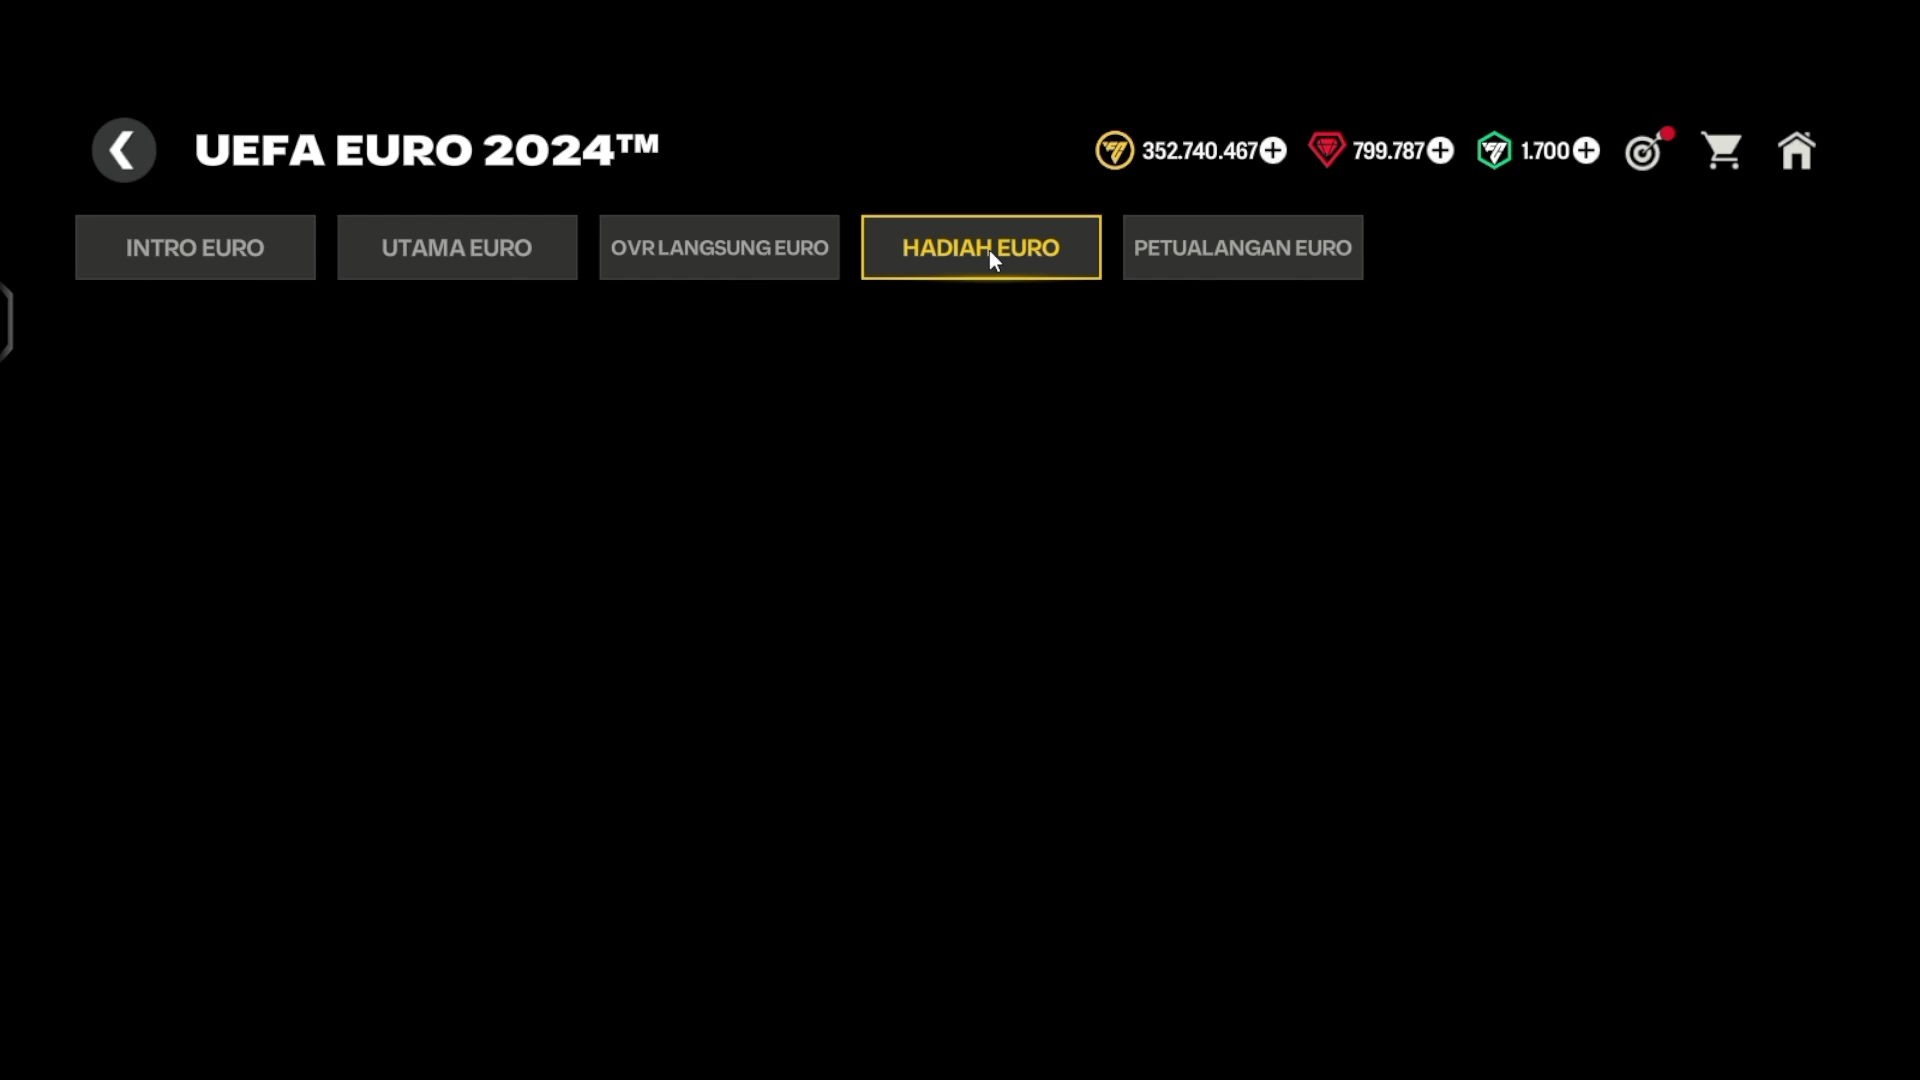 UEFA EURO 2024™
352.740.467
799.787
1.700
INTRO EURO
UTAMA EURO
OVR LANGSUNG EURO
HADIAH EURO
PETUALANGAN EURO